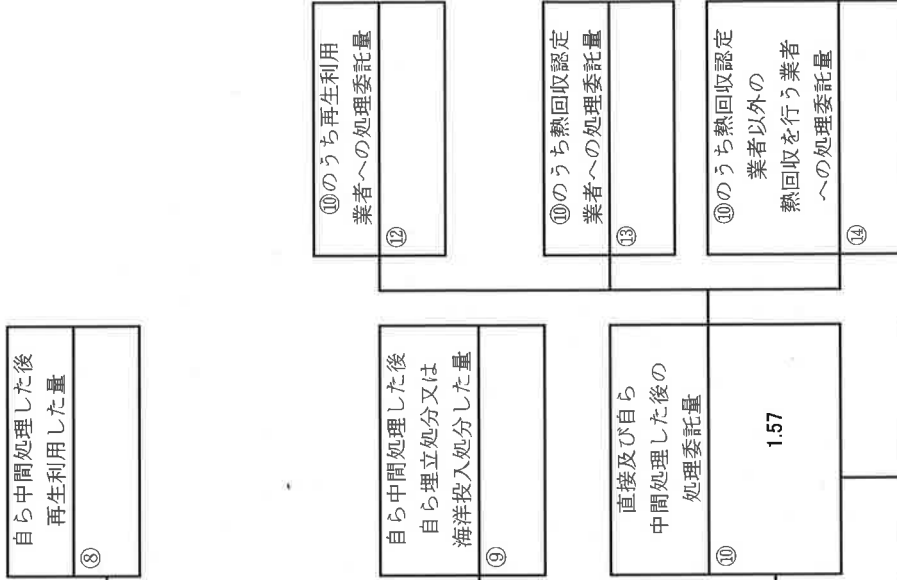 自ら中間処理した後
再生利用した量
⑧
自ら中間処理した後
自ら埋立処分又は
海洋投入処分した量
⑨
直接及び自ら
中間処理した後の
処理委託量
⑩
1.57
⑩のうち再生利用
業者への処理委託量
⑫
⑩のうち熱回収認定
業者への処理委託量
⑬
⑩のうち熱回収認定
業者以外の
熱回収を行う業者
への処理委託量
⑭